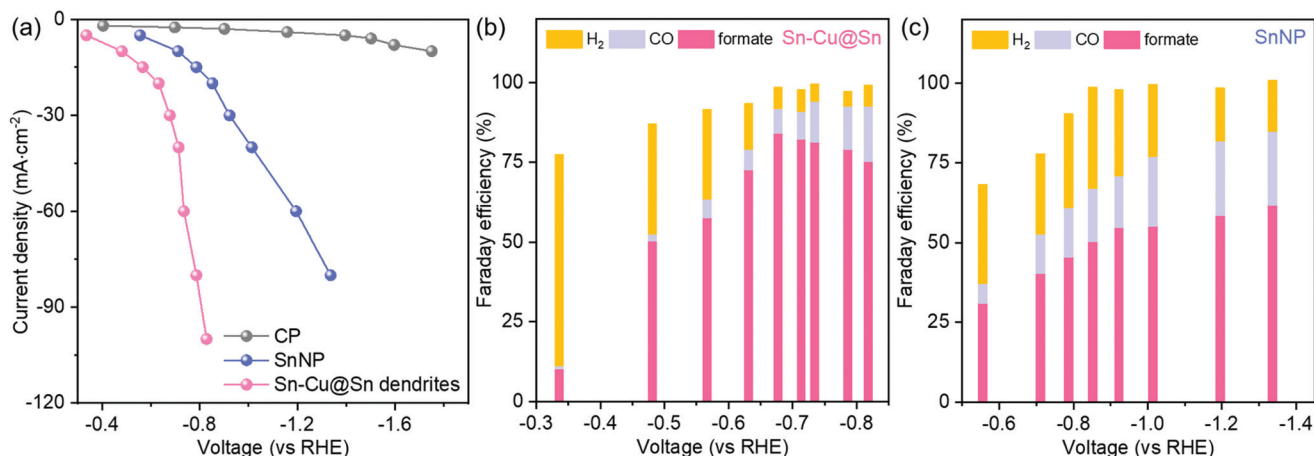 (a)
Current density (mA·cm⁻²)
0
-30
-60
-90
-120
CP
SnNP
Sn-Cu@Sn dendrites
-0.4
-0.8
-1.2
-1.6
Voltage (vs RHE)
(b)
H₂ CO formate Sn-Cu@Sn
Faraday efficiency (%)
100
75
50
25
0
-0.3
-0.4
-0.5
-0.6
-0.7
-0.8
Voltage (vs RHE)
(c)
SnNP
H₂ CO formate
Faraday efficiency (%)
100
75
50
25
0
-0.6
-0.8
-1.0
-1.2
-1.4
Voltage (vs RHE)